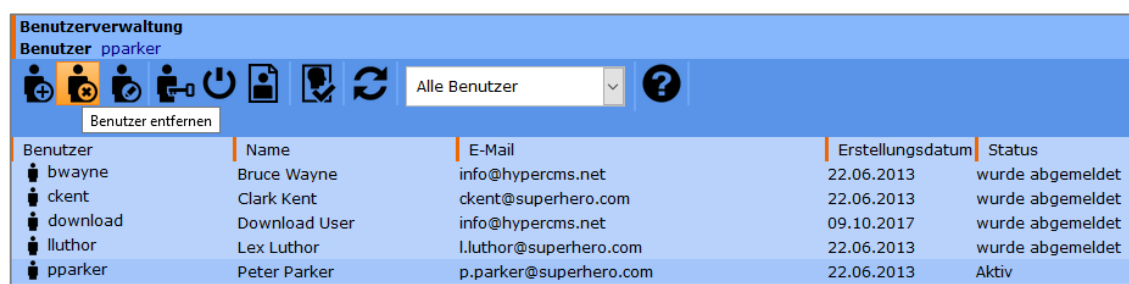 Benutzerverwaltung
Benutzer pparker
Alle Benutzer
Benutzer entfernen
Benutzer Name E-Mail Erstellungsdatum Status
bwayne Bruce Wayne info@hypercms.net 22.06.2013 wurde abgemeldet
ckent Clark Kent ckent@superhero.com 22.06.2013 wurde abgemeldet
download Download User info@hypercms.net 09.10.2017 wurde abgemeldet
lluthor Lex Luthor l.luthor@superhero.com 22.06.2013 wurde abgemeldet
pparker Peter Parker p.parker@superhero.com 22.06.2013 Aktiv